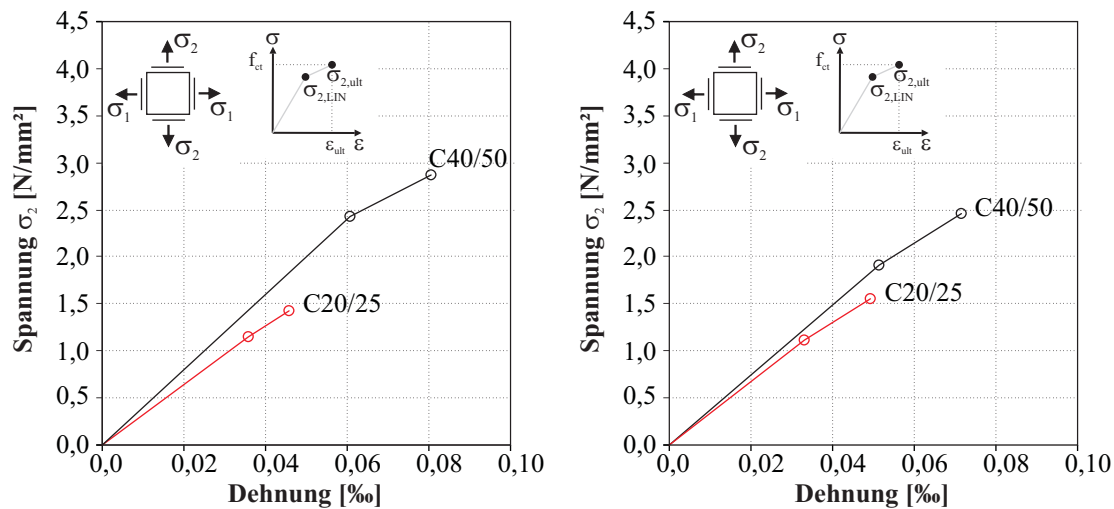 4,5
4,0
3,5
3,0
2,5
2,0
1,5
1,0
0,5
0,0
Spannung σ₂ [N/mm²]
σ₂
σ₁ σ₁
σ₂
σ
f_ct
σ₂,ult
σ₂,LIN
ε_ult ε
C40/50
C20/25
0,0 0,02 0,04 0,06 0,08 0,10
Dehnung [‰]
4,5
4,0
3,5
3,0
2,5
2,0
1,5
1,0
0,5
0,0
Spannung σ₂ [N/mm²]
σ₂
σ₁ σ₁
σ₂
σ
f_ct
σ₂,ult
σ₂,LIN
ε_ult ε
C40/50
C20/25
0,0 0,02 0,04 0,06 0,08 0,10
Dehnung [‰]